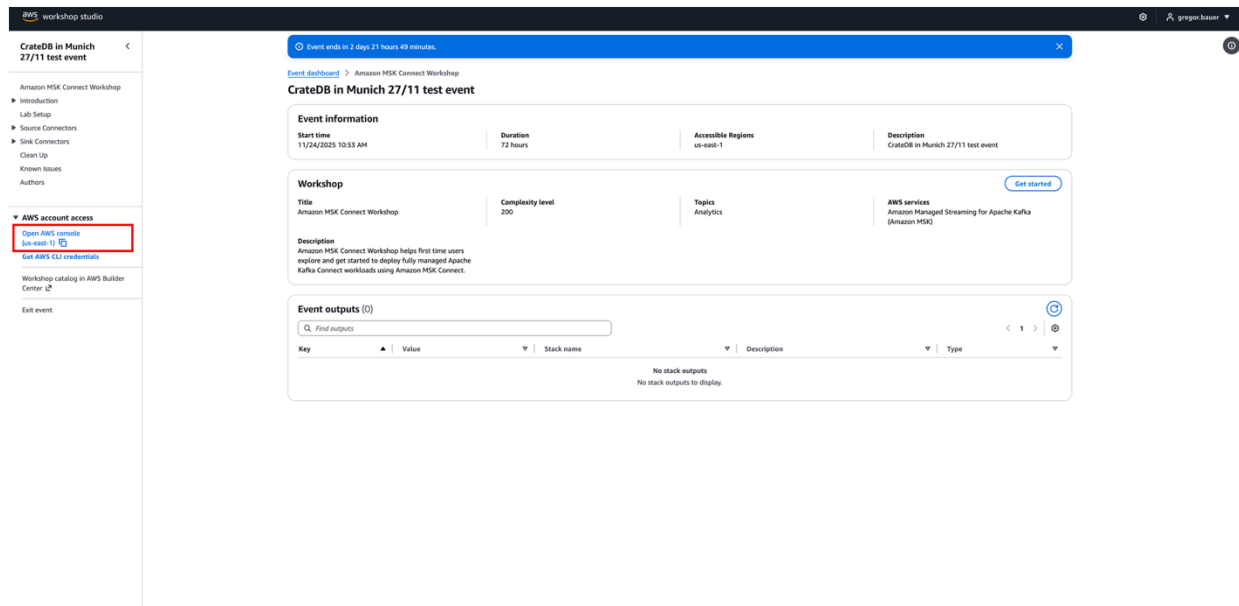 aws workshop studio
gregor.bauer ▼
CrateDB in Munich
27/11 test event
Amazon MSK Connect Workshop
Introduction
Lab Setup
Source Connectors
Sink Connectors
Clean Up
Known Issues
Authors
AWS account access
Open AWS console
(us-east-1)
Get AWS CLI credentials
Workshop catalog in AWS Builder
Center
Exit event
Event ends in 2 days 21 hours 49 minutes.
Event dashboard > Amazon MSK Connect Workshop
CrateDB in Munich 27/11 test event
Event information
Start time
11/24/2025 10:53 AM
Duration
72 hours
Accessible Regions
us-east-1
Description
CrateDB in Munich 27/11 test event
Workshop
Get started
Title
Amazon MSK Connect Workshop
Complexity level
200
Topics
Analytics
AWS services
Amazon Managed Streaming for Apache Kafka
(Amazon MSK)
Description
Amazon MSK Connect Workshop helps first time users
explore and get started to deploy fully managed Apache
Kafka Connect workloads using Amazon MSK Connect.
Event outputs (0)
Find outputs
< 1 >
Key
Value
Stack name
Description
Type
No stack outputs
No stack outputs to display.